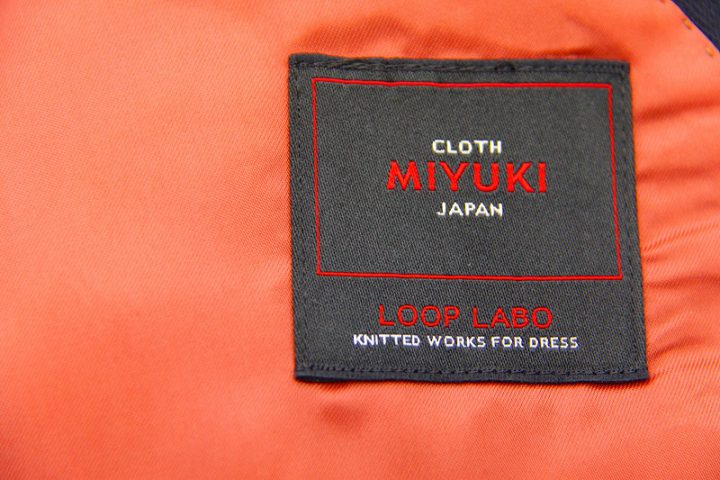 CLOTH
MIYUKI
JAPAN
LOOP LABO
KNITTED WORKS FOR DRESS